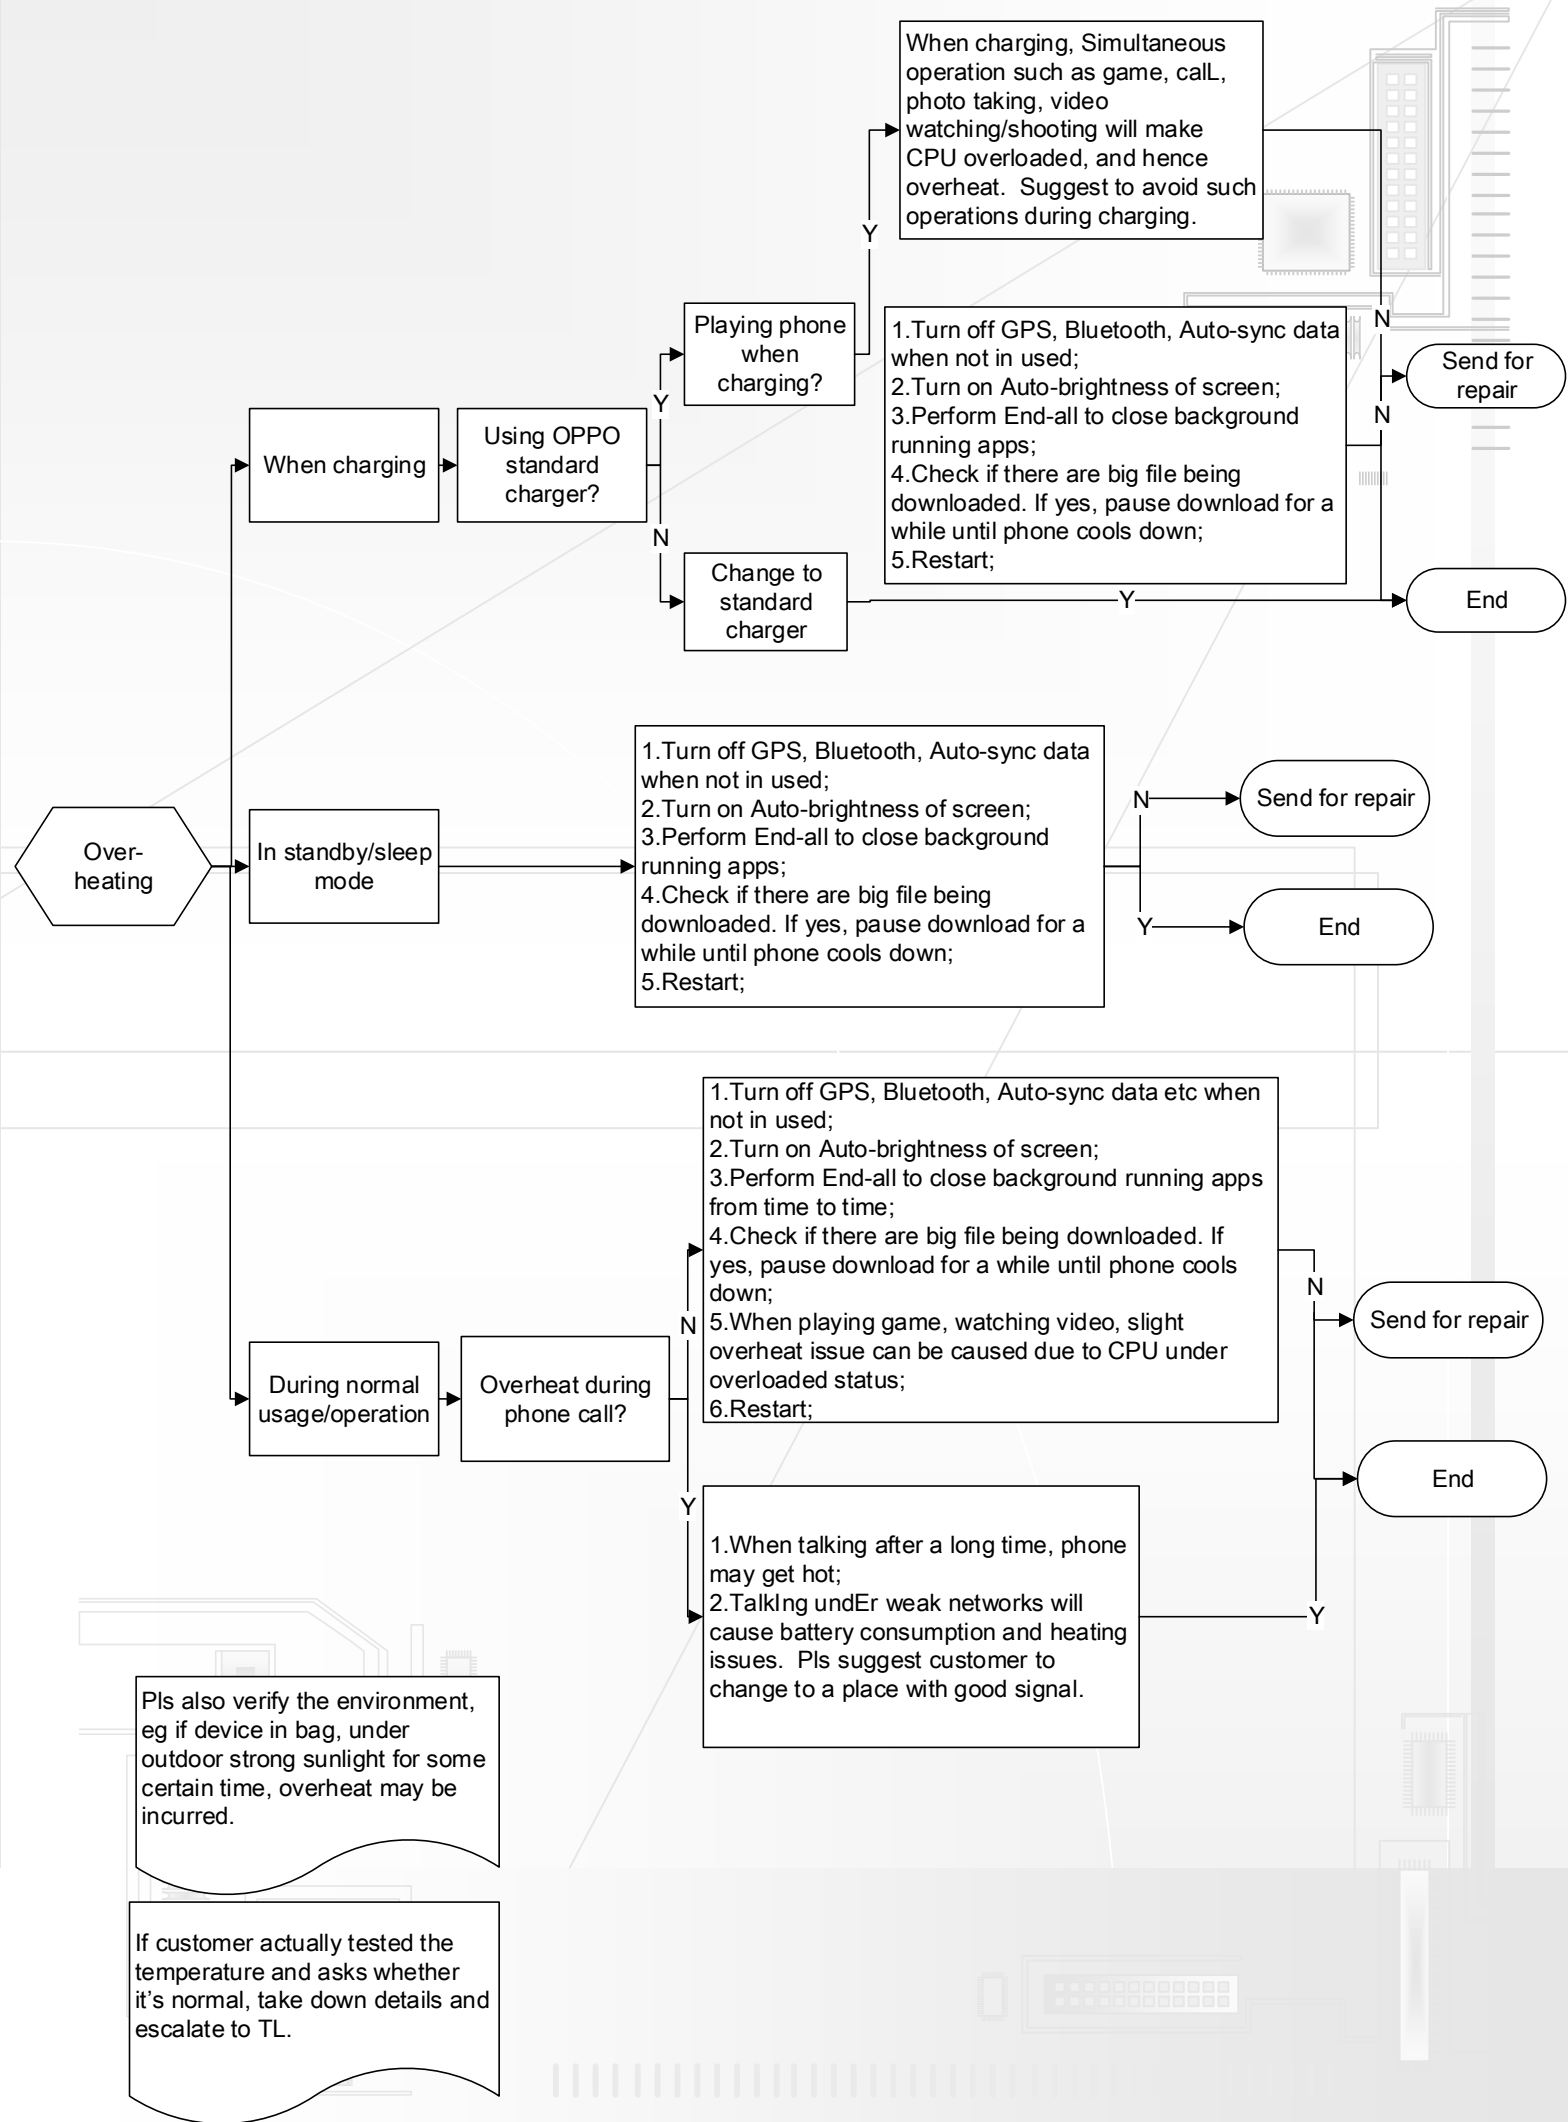 When charging, Simultaneous
operation such as game, calL,
photo taking, video
watching/shooting will make
CPU overloaded, and hence
overheat.  Suggest to avoid such
operations during charging.
Y
Playing phone
when
charging?
1.Turn off GPS, Bluetooth, Auto-sync data
when not in used;
2.Turn on Auto-brightness of screen;
3.Perform End-all to close background
running apps;
4.Check if there are big file being
downloaded. If yes, pause download for a
while until phone cools down;
5.Restart;
N
Send for
repair
N
Y
When charging
Using OPPO
standard
charger?
N
Change to
standard
charger
Y
End
Over-
heating
In standby/sleep
mode
1.Turn off GPS, Bluetooth, Auto-sync data
when not in used;
2.Turn on Auto-brightness of screen;
3.Perform End-all to close background
running apps;
4.Check if there are big file being
downloaded. If yes, pause download for a
while until phone cools down;
5.Restart;
N
Send for repair
Y
End
1.Turn off GPS, Bluetooth, Auto-sync data etc when
not in used;
2.Turn on Auto-brightness of screen;
3.Perform End-all to close background running apps
from time to time;
4.Check if there are big file being downloaded. If
yes, pause download for a while until phone cools
down;
5.When playing game, watching video, slight
overheat issue can be caused due to CPU under
overloaded status;
6.Restart;
N
Send for repair
N
During normal
usage/operation
Overheat during
phone call?
End
Y
1.When talking after a long time, phone
may get hot;
2.TalkIng undEr weak networks will
cause battery consumption and heating
issues.  Pls suggest customer to
change to a place with good signal.
Y
Pls also verify the environment,
eg if device in bag, under
outdoor strong sunlight for some
certain time, overheat may be
incurred.
If customer actually tested the
temperature and asks whether
it's normal, take down details and
escalate to TL.